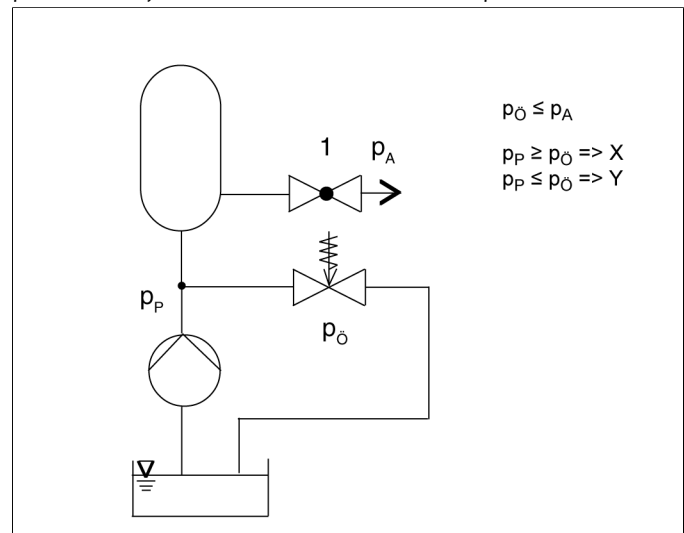 1
p_A
p_Ö ≤ p_A
p_P ≥ p_Ö => X
p_P ≤ p_Ö => Y
p_P
p_Ö